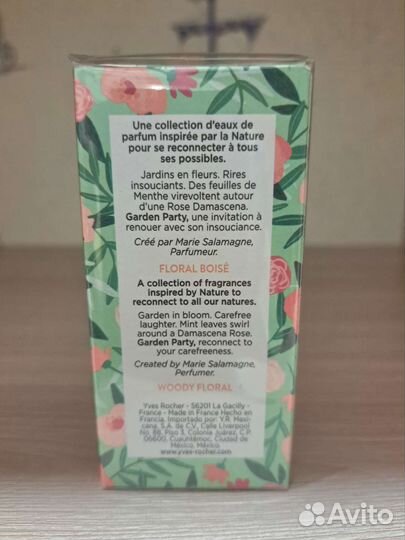 Une collection d'eaux de
parfum inspirée par la Nature
pour se reconnecter à tous
ses possibles.
Jardins en fleurs. Rires
insouciants. Des feuilles de
Menthe virevoltent autour
d'une Rose Damascena.
Garden Party, une invitation à
renouer avec son insouciance.
Créé par Marie Salamagne,
Parfumeur.
FLORAL BOISÉ
A collection of fragrances
inspired by Nature to
reconnect to all our natures.
Garden in bloom. Carefree
laughter. Mint leaves swirl
around a Damascena Rose.
Garden Party, reconnect to
your carefreeness.
Created by Marie Salamagne,
Perfumer.
WOODY FLORAL
Yves Rocher - 56201 La Gacilly -
France - Made in France Hecho en
Francia. Importado por: Y.R. Mexi-
cana, S.A. de C.V., Calle Liverpool
No. 88, Piso 3, Colonia Juárez, C.P.
06600, Cuauhtémoc, Ciudad de
México, México.
www.yves-rocher.com
Avito